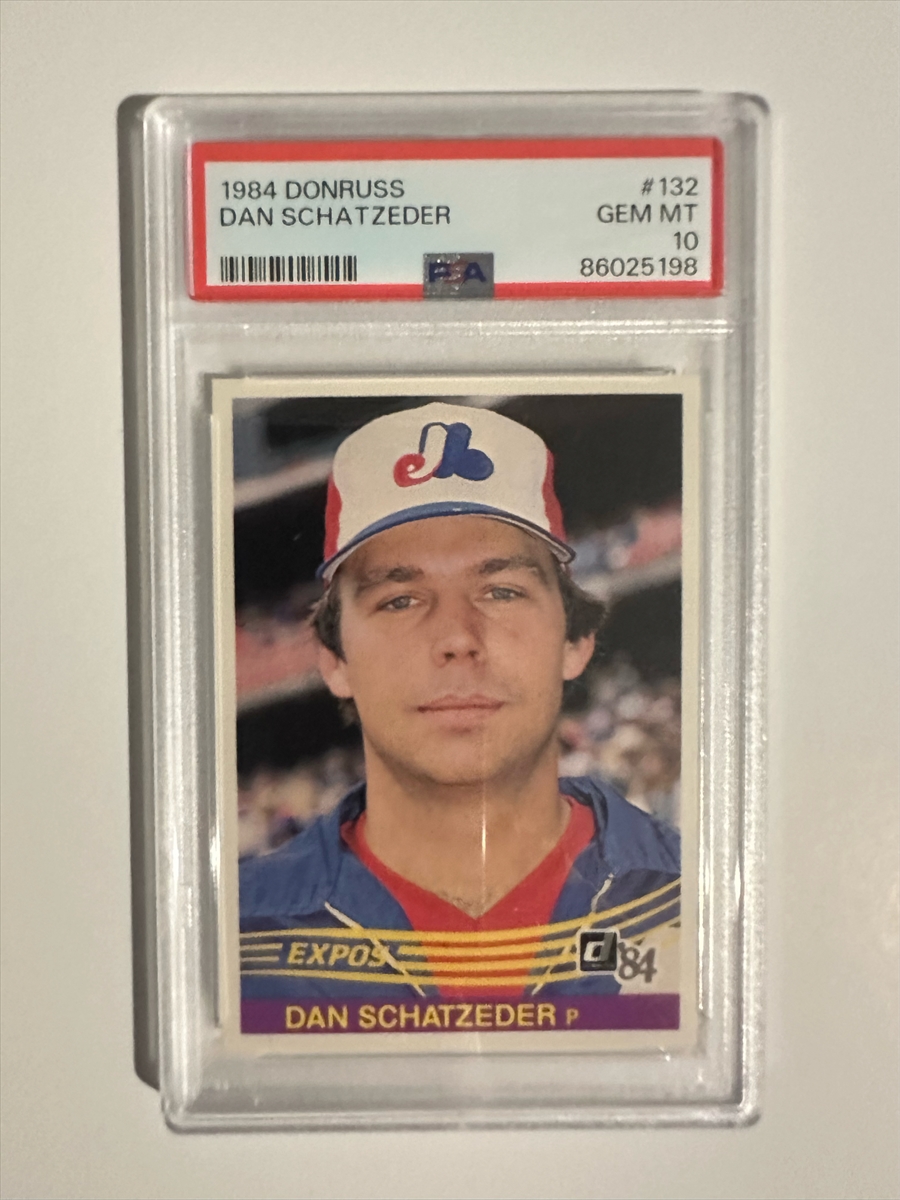 1984 DONRUSS #132
DAN SCHATZEDER GEM MT
10
PSA 86025198
EXPOS
d '84
DAN SCHATZEDER P